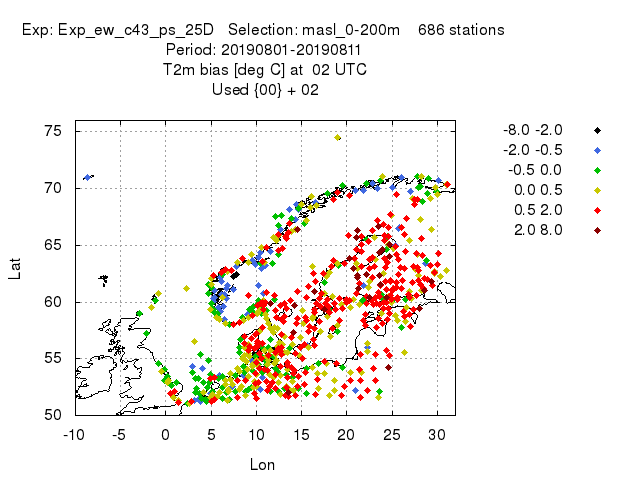 Exp: Exp_ew_c43_ps_25D   Selection: masl_0-200m    686 stations
Period: 20190801-20190811
T2m bias [deg C] at  02 UTC
Used {00} + 02
-8.0 -2.0
-2.0 -0.5
-0.5 0.0
0.0 0.5
0.5 2.0
2.0 8.0
75
70
65
60
55
50
Lat
-10 -5 0 5 10 15 20 25 30
Lon